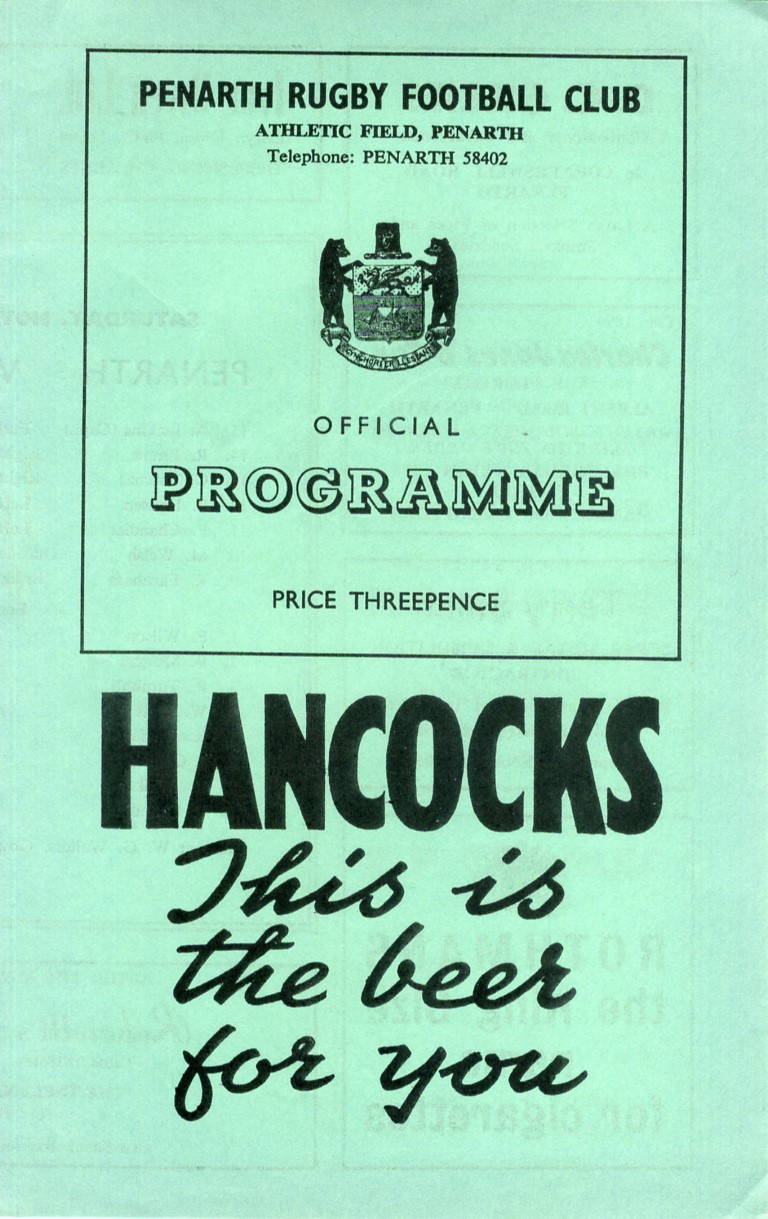 PENARTH RUGBY FOOTBALL CLUB
ATHLETIC FIELD, PENARTH
Telephone: PENARTH 58402
OFFICIAL
PROGRAMME
PRICE THREEPENCE
HANCOCKS
This is
the beer
for you